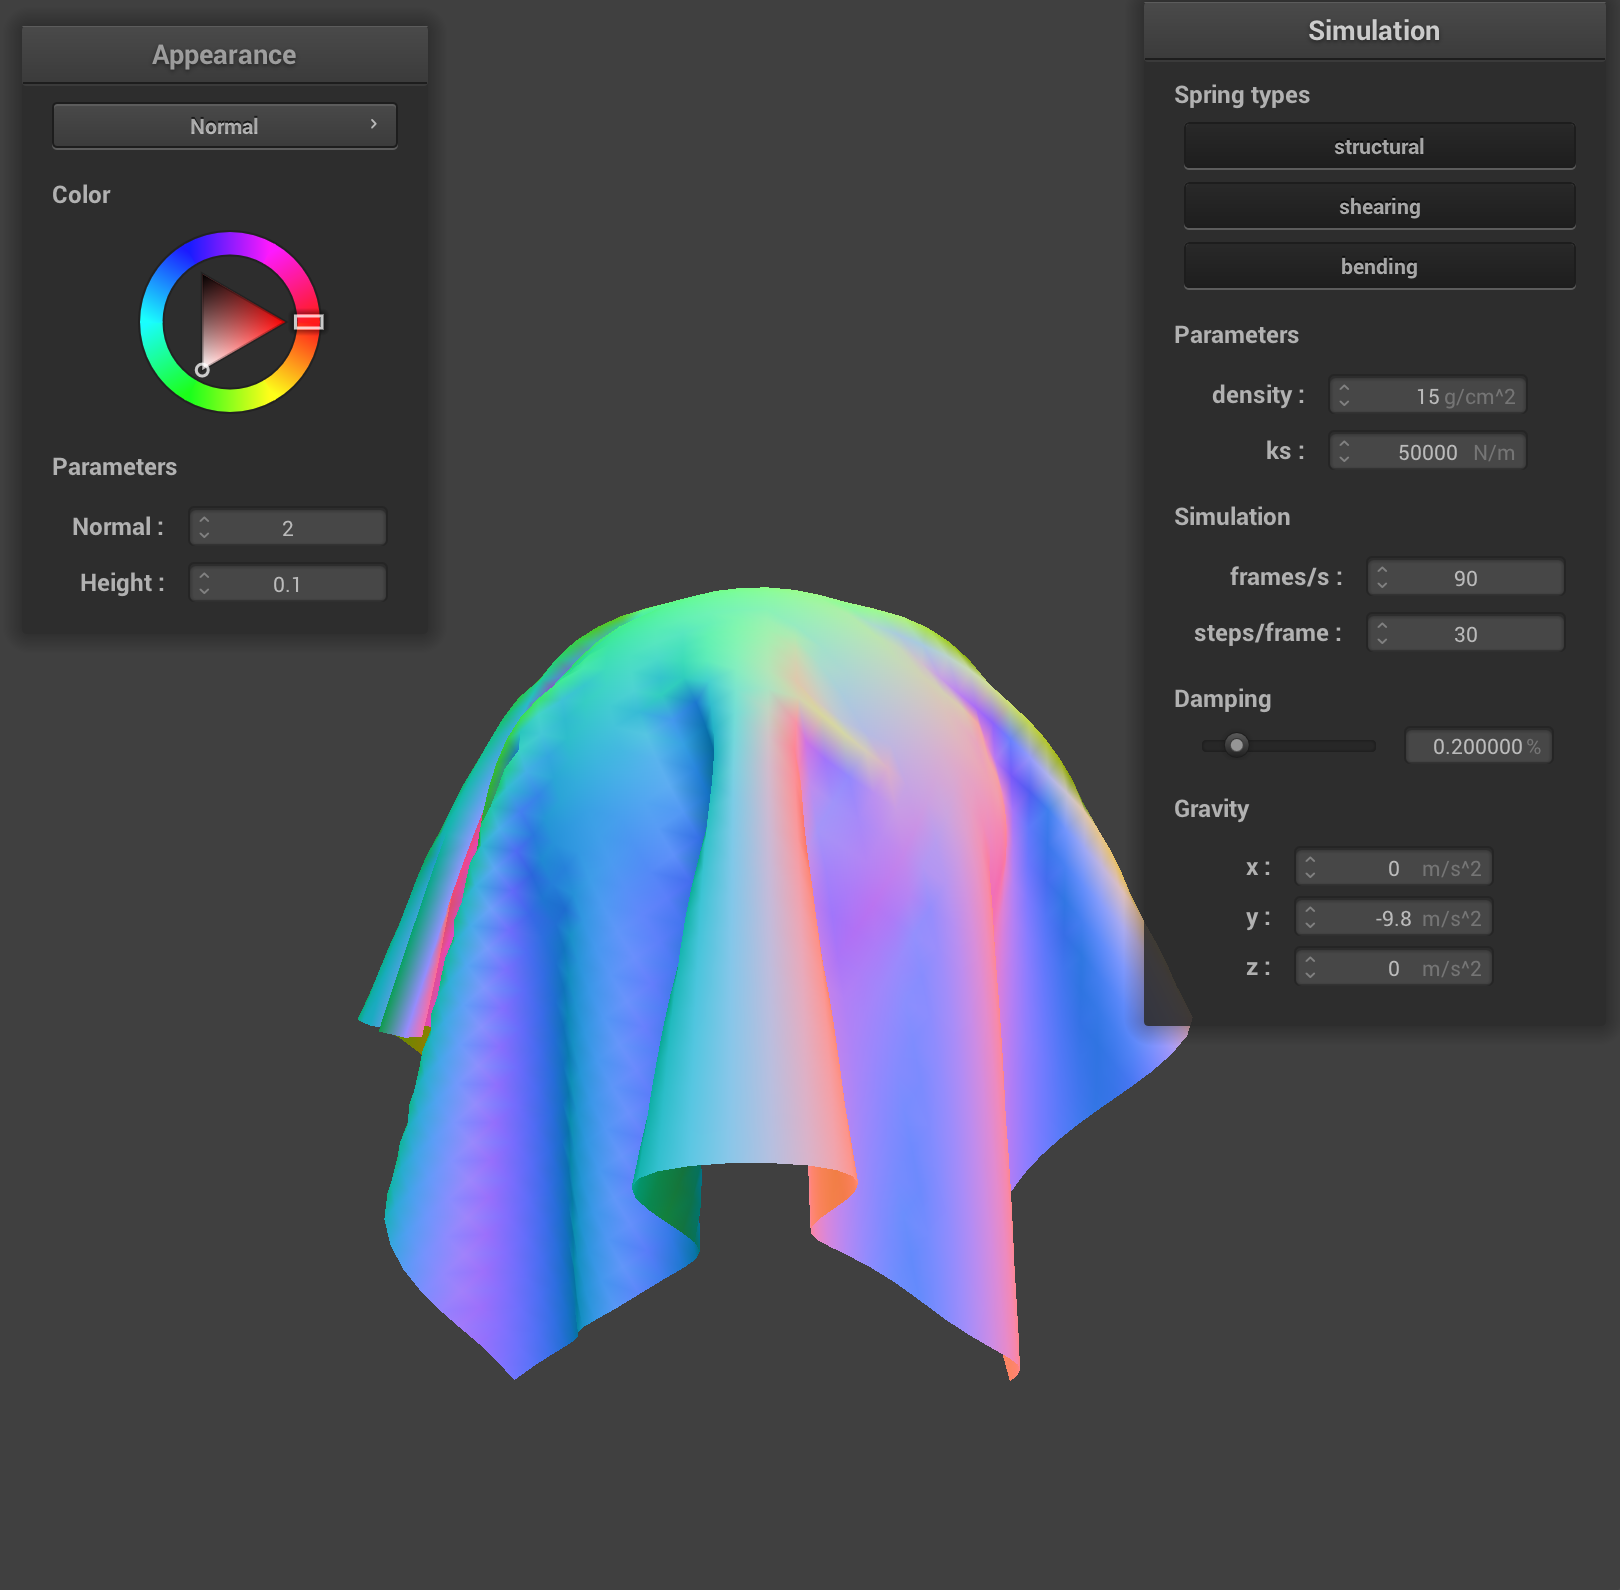 Appearance
Normal
Color
Parameters
Normal : 2
Height : 0.1
Simulation
Spring types
structural
shearing
bending
Parameters
density : 15 g/cm^2
ks : 50000 N/m
Simulation
frames/s : 90
steps/frame : 30
Damping
0.200000 %
Gravity
x : 0 m/s^2
y : -9.8 m/s^2
z : 0 m/s^2